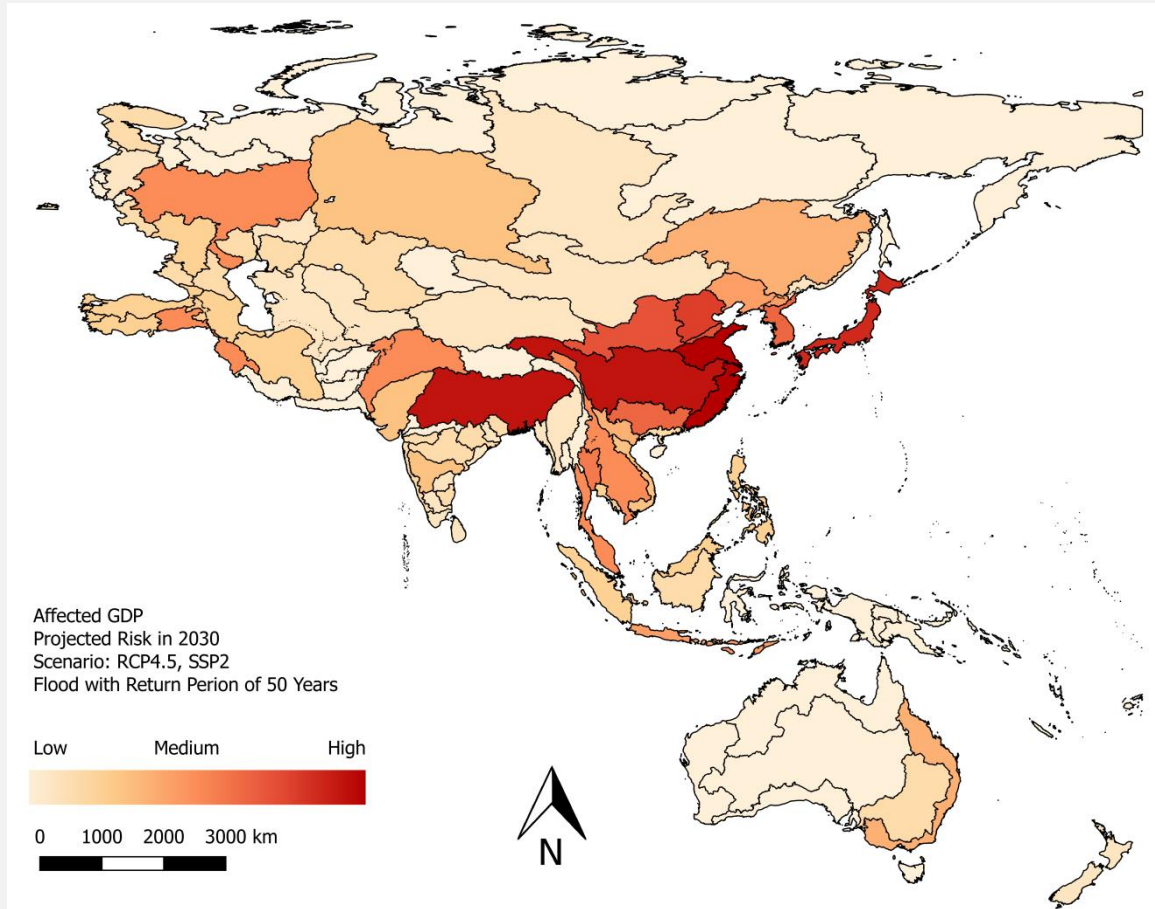 Affected GDP
Projected Risk in 2030
Scenario: RCP4.5, SSP2
Flood with Return Perion of 50 Years
Low Medium High
0 1000 2000 3000 km
N